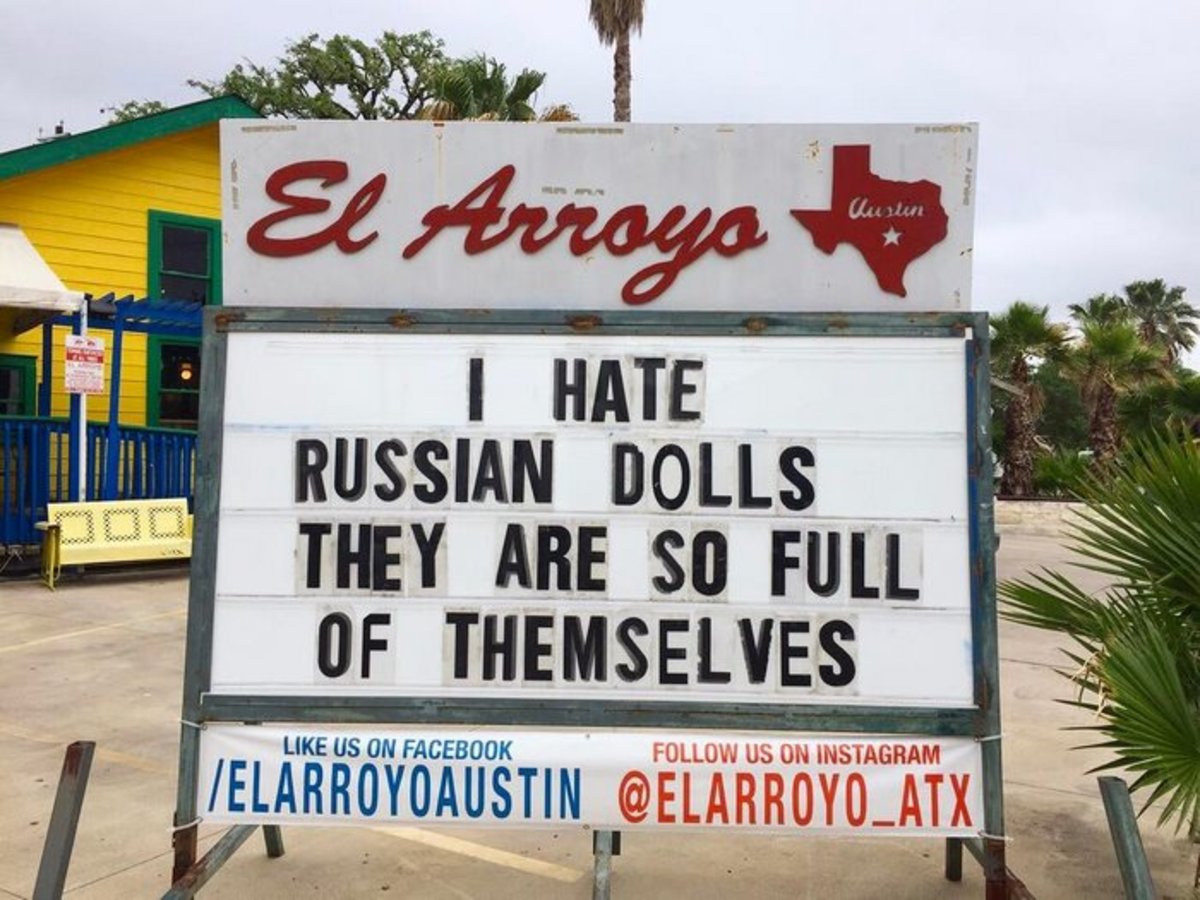 El Arroyo
Austin
I HATE
RUSSIAN DOLLS
THEY ARE SO FULL
OF THEMSELVES
LIKE US ON FACEBOOK
/ELARROYOAUSTIN
FOLLOW US ON INSTAGRAM
@ELARROYO_ATX